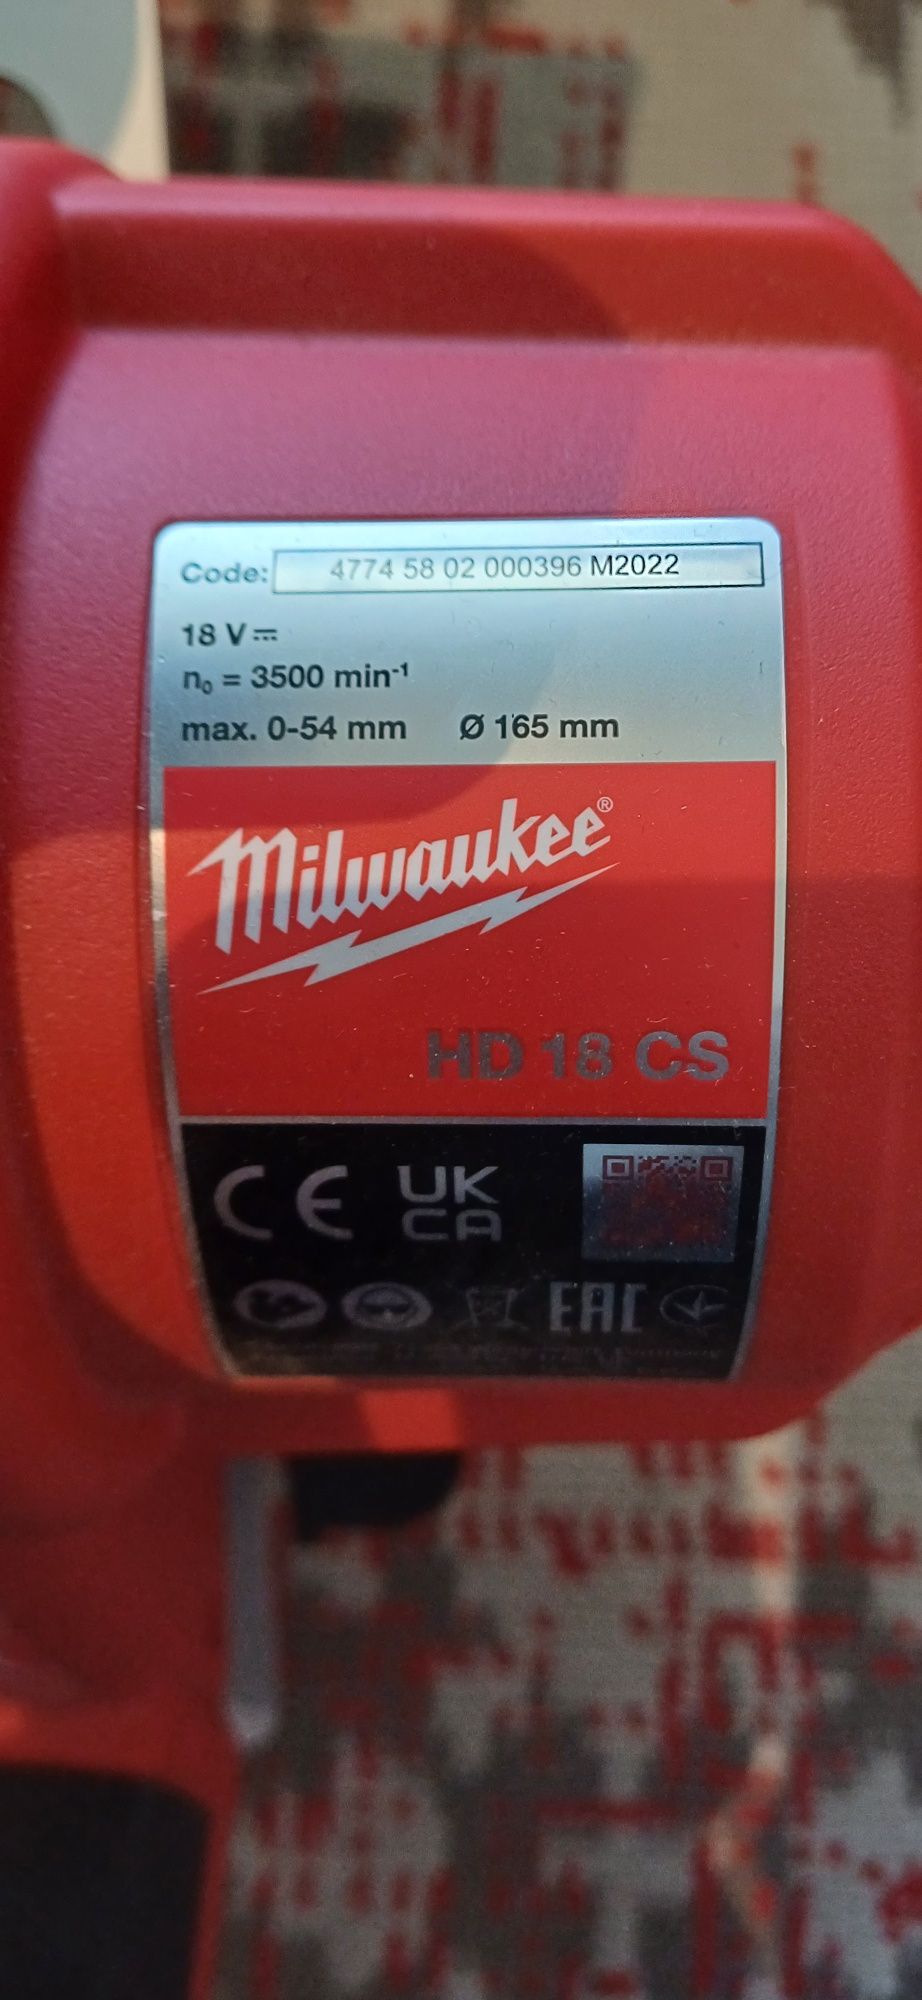 Code: 4774 58 02 000396 M2022
18 V ⎓
n₀ = 3500 min⁻¹
max. 0-54 mm Ø 165 mm
Milwaukee®
HD 18 CS
CE UK CA
EAC